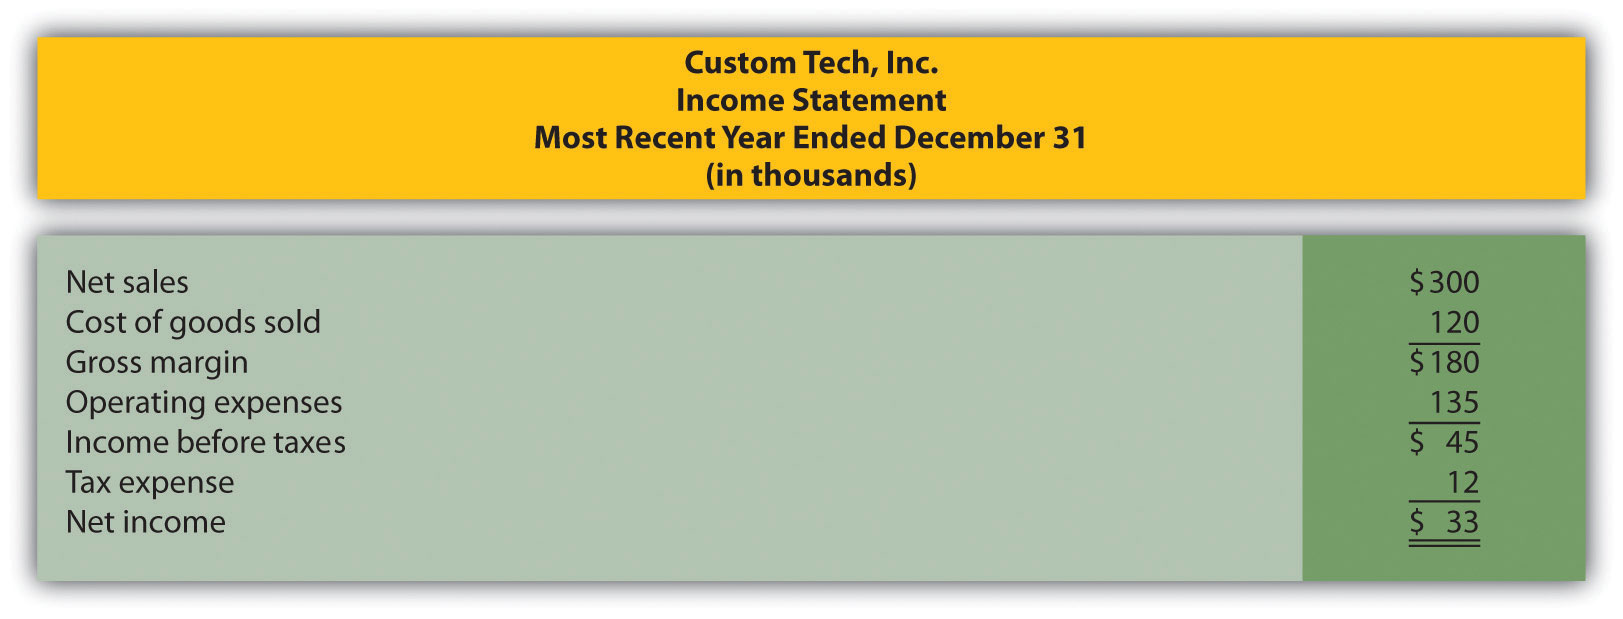 Custom Tech, Inc.
Income Statement
Most Recent Year Ended December 31
(in thousands)
Net sales $300
Cost of goods sold 120
Gross margin $180
Operating expenses 135
Income before taxes $ 45
Tax expense 12
Net income $ 33